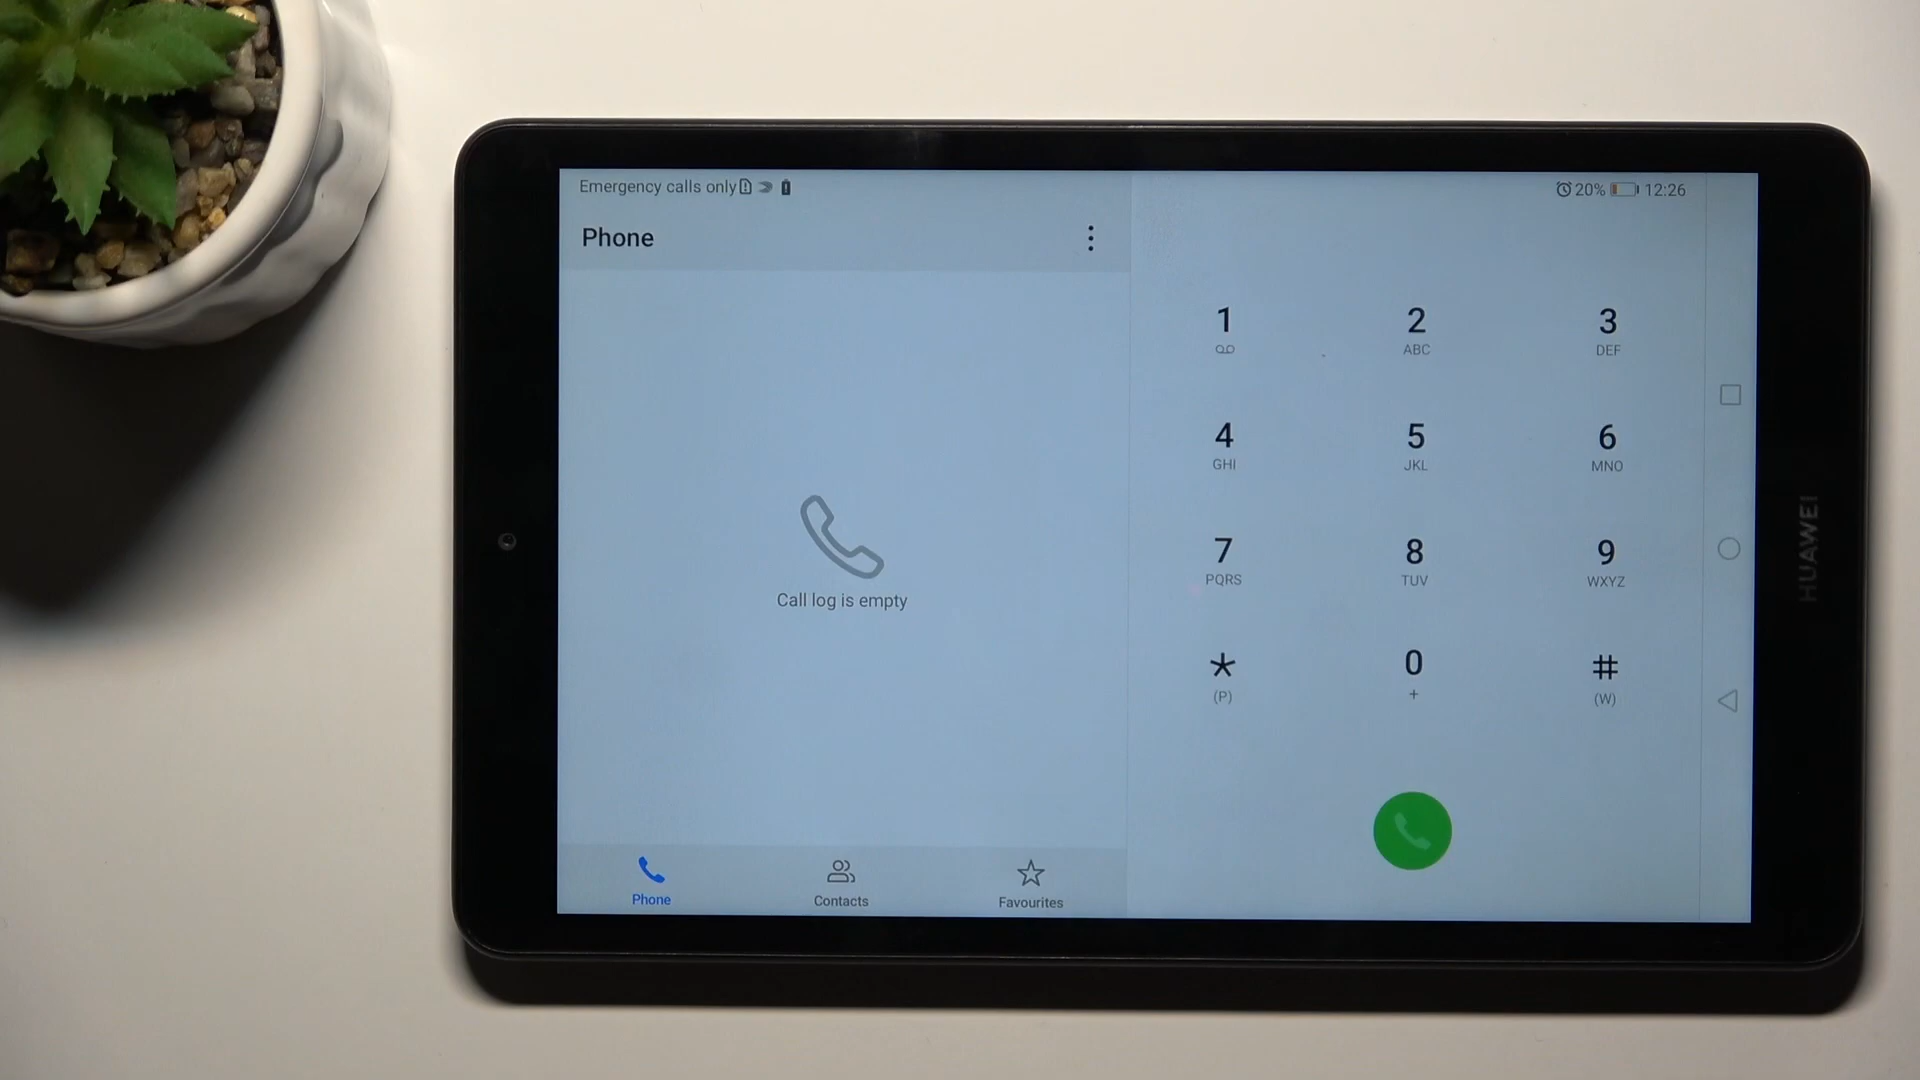 Emergency calls only
20% 12:26
Phone
Call log is empty
Phone Contacts Favourites
1 2 3
ABC DEF
4 5 6
GHI JKL MNO
7 8 9
PQRS TUV WXYZ
* 0 #
(P) + (W)
HUAWEI